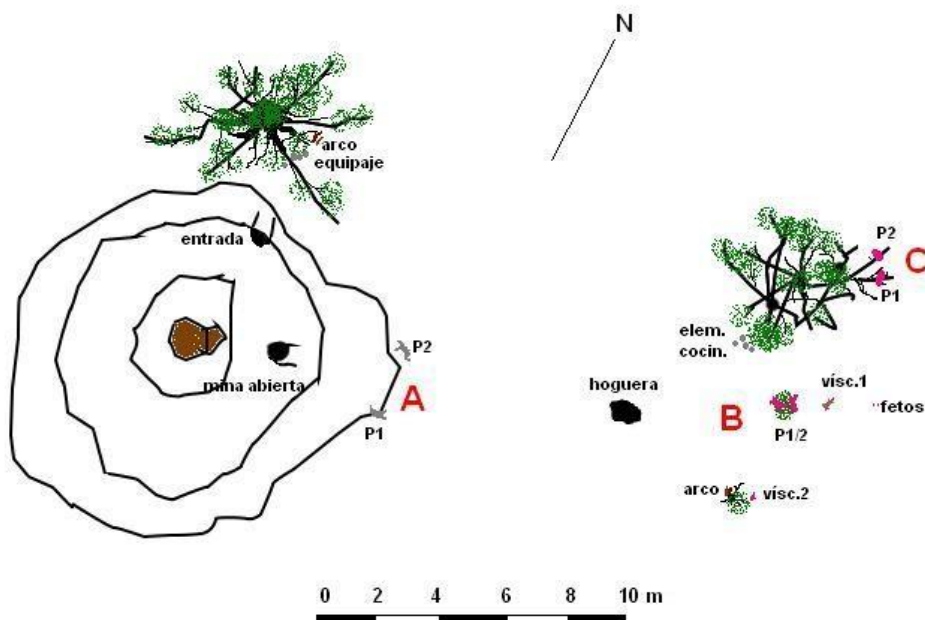 N
arco
equipaje
entrada
P2
C
P1
elem.
cocin.
P2
mina abierta
A
P1
hoguera
vísc.1
B
fetos
P1/2
arco
vísc.2
0 2 4 6 8 10 m